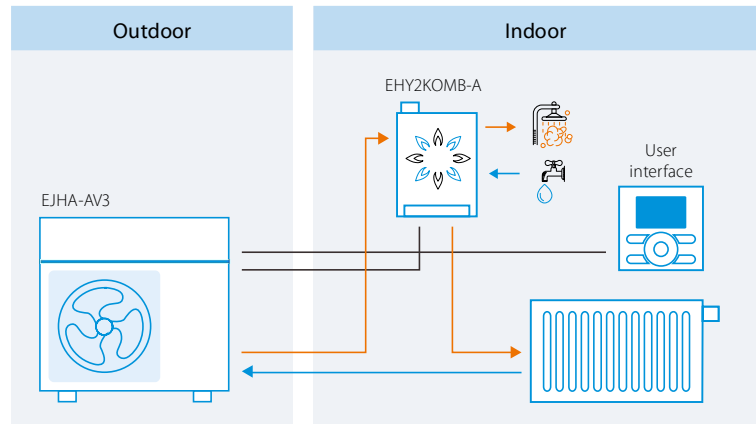 Outdoor
Indoor
EHY2KOMB-A
User
interface
EJHA-AV3